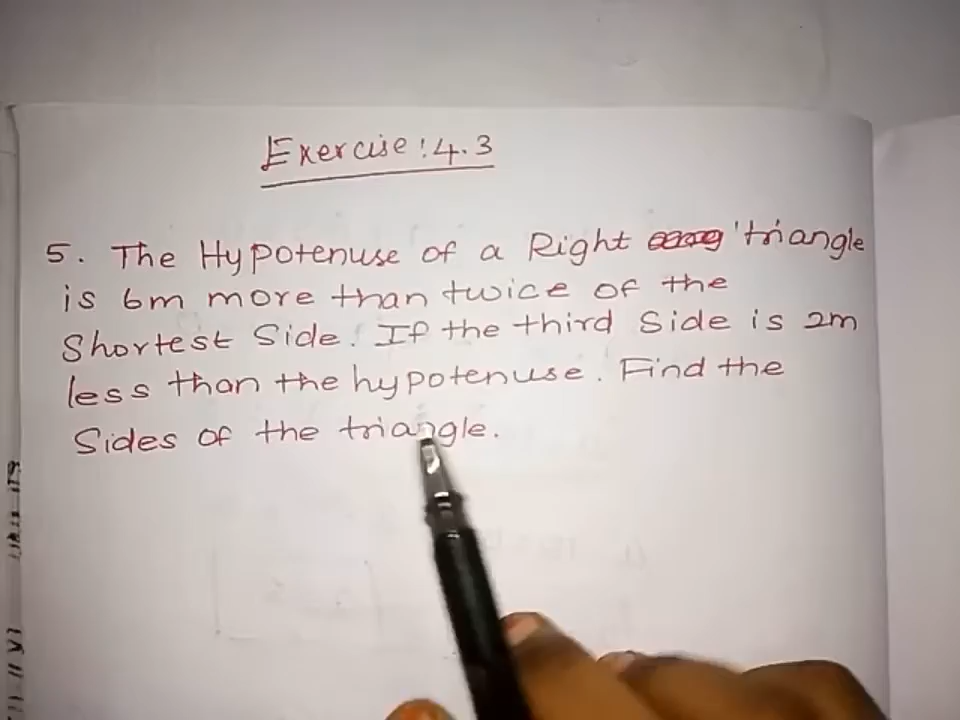 Exercise: 4.3
5. The Hypotenuse of a Right triangle
is 6m more than twice of the
Shortest Side. If the third Side is 2m
less than the hypotenuse. Find the
Sides of the triangle.